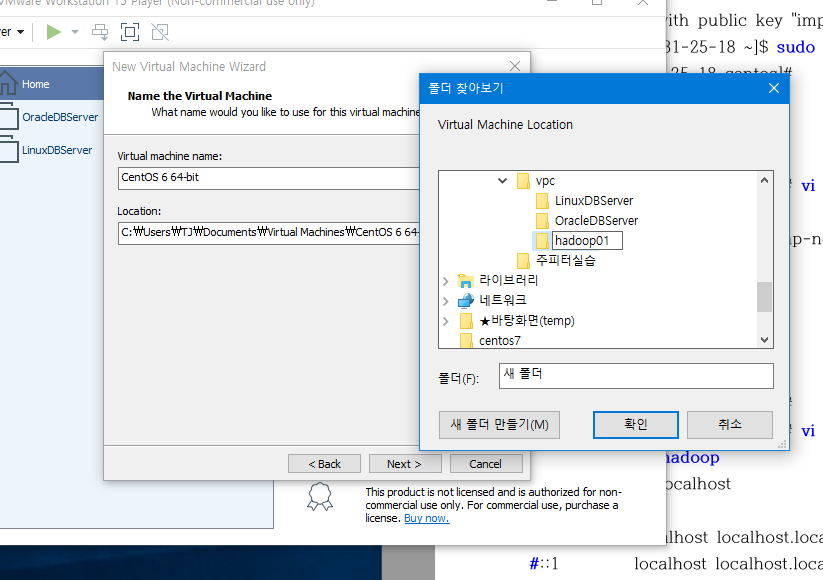 VMware Workstation 15 Player (Non-commercial use only)
Home
OracleDBServer
LinuxDBServer
New Virtual Machine Wizard
Name the Virtual Machine
What name would you like to use for this virtual machine
Virtual machine name:
CentOS 6 64-bit
Location:
C:₩Users₩TJ₩Documents₩Virtual Machines₩CentOS 6 64-
< Back
Next >
Cancel
This product is not licensed and is authorized for non-
commercial use only. For commercial use, purchase a
license. Buy now.
폴더 찾아보기
Virtual Machine Location
vpc
LinuxDBServer
OracleDBServer
hadoop01
주피터실습
라이브러리
네트워크
★바탕화면(temp)
centos7
폴더(F):
새 폴더
새 폴더 만들기(M)
확인
취소
with public key "imp
31-25-18 ~]$ sudo
25-18 centos]#
# vi
np-ne
#
# vi
hadoop
localhost
lhost localhost.loca
#::1 localhost localhost.loca